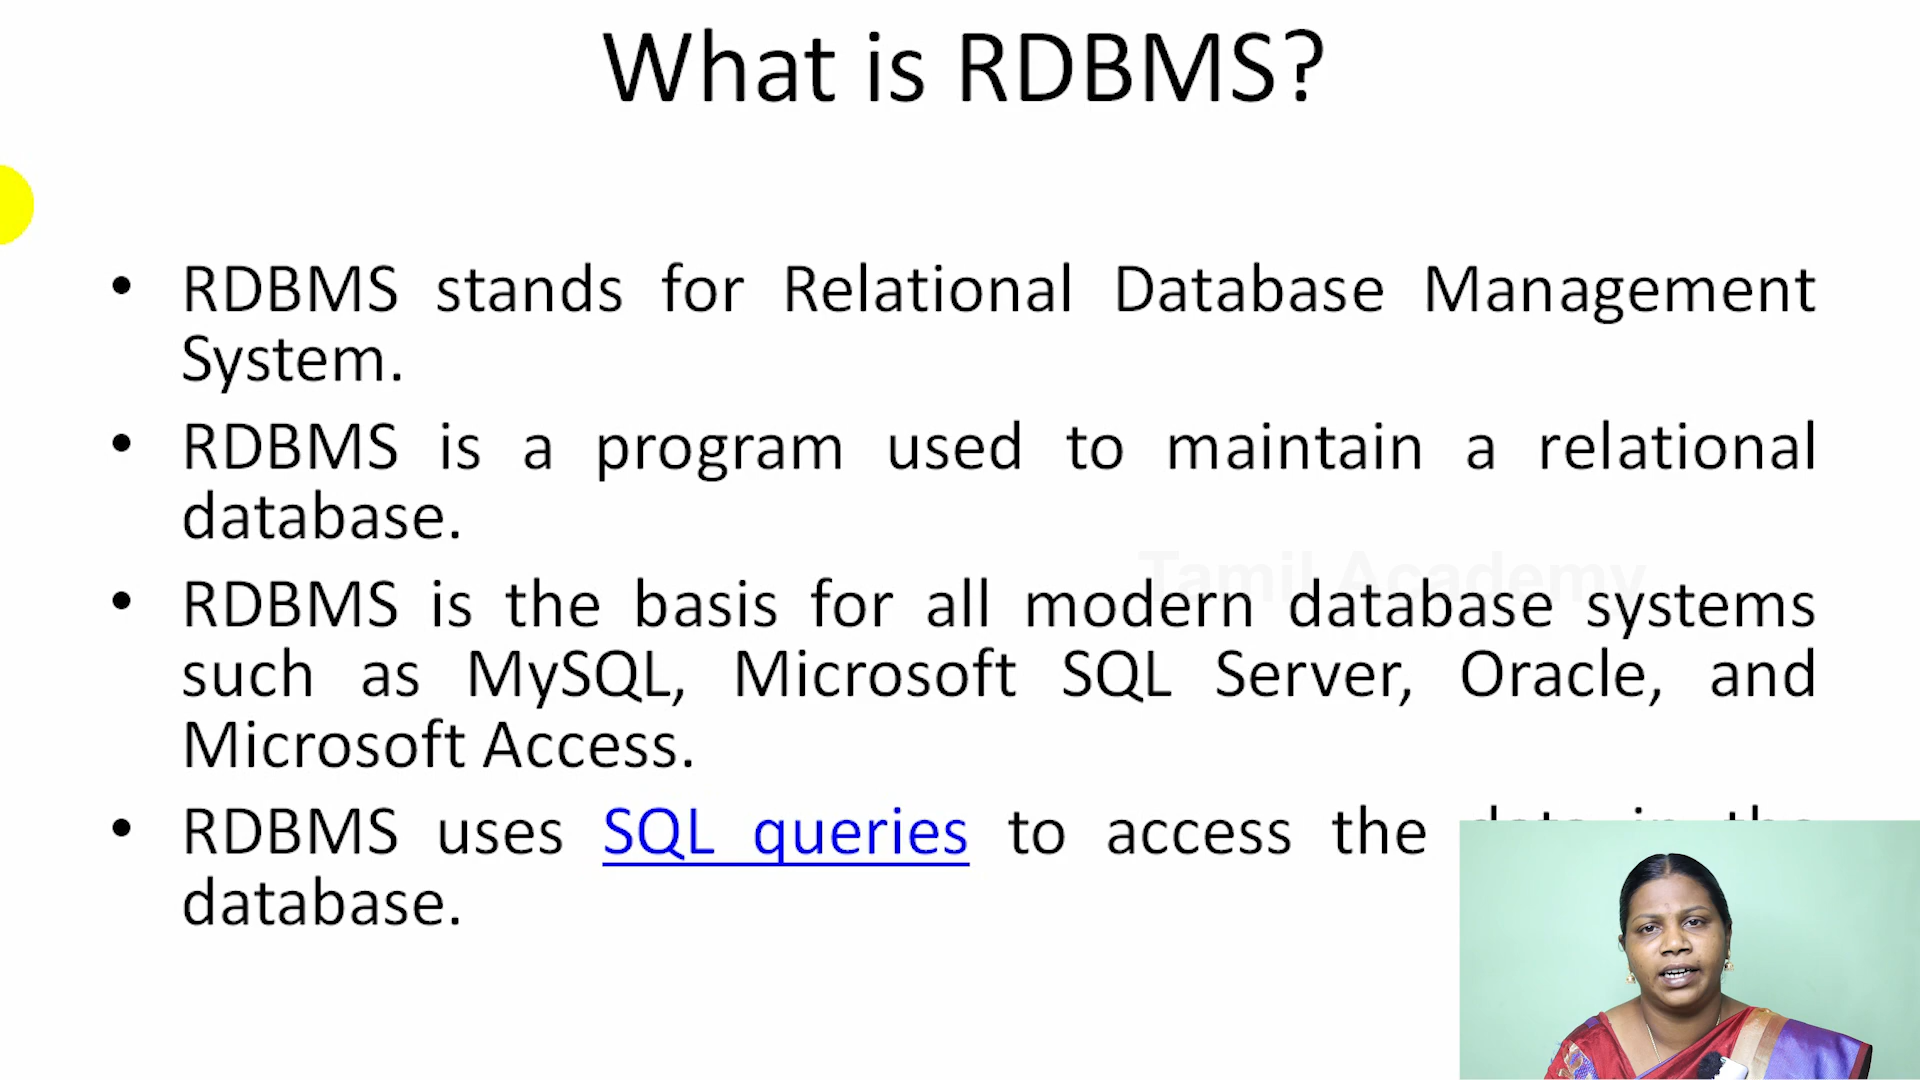 What is RDBMS?
• RDBMS stands for Relational Database Management
System.
• RDBMS is a program used to maintain a relational
database.
Tamil Academy
• RDBMS is the basis for all modern database systems
such as MySQL, Microsoft SQL Server, Oracle, and
Microsoft Access.
• RDBMS uses SQL queries to access the data in the
database.